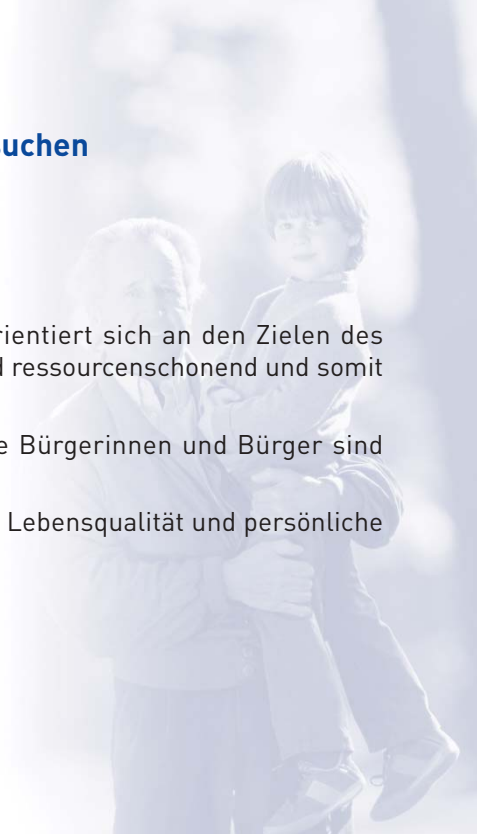 uchen
rientiert sich an den Zielen des
d ressourcenschonend und somit
e Bürgerinnen und Bürger sind
Lebensqualität und persönliche